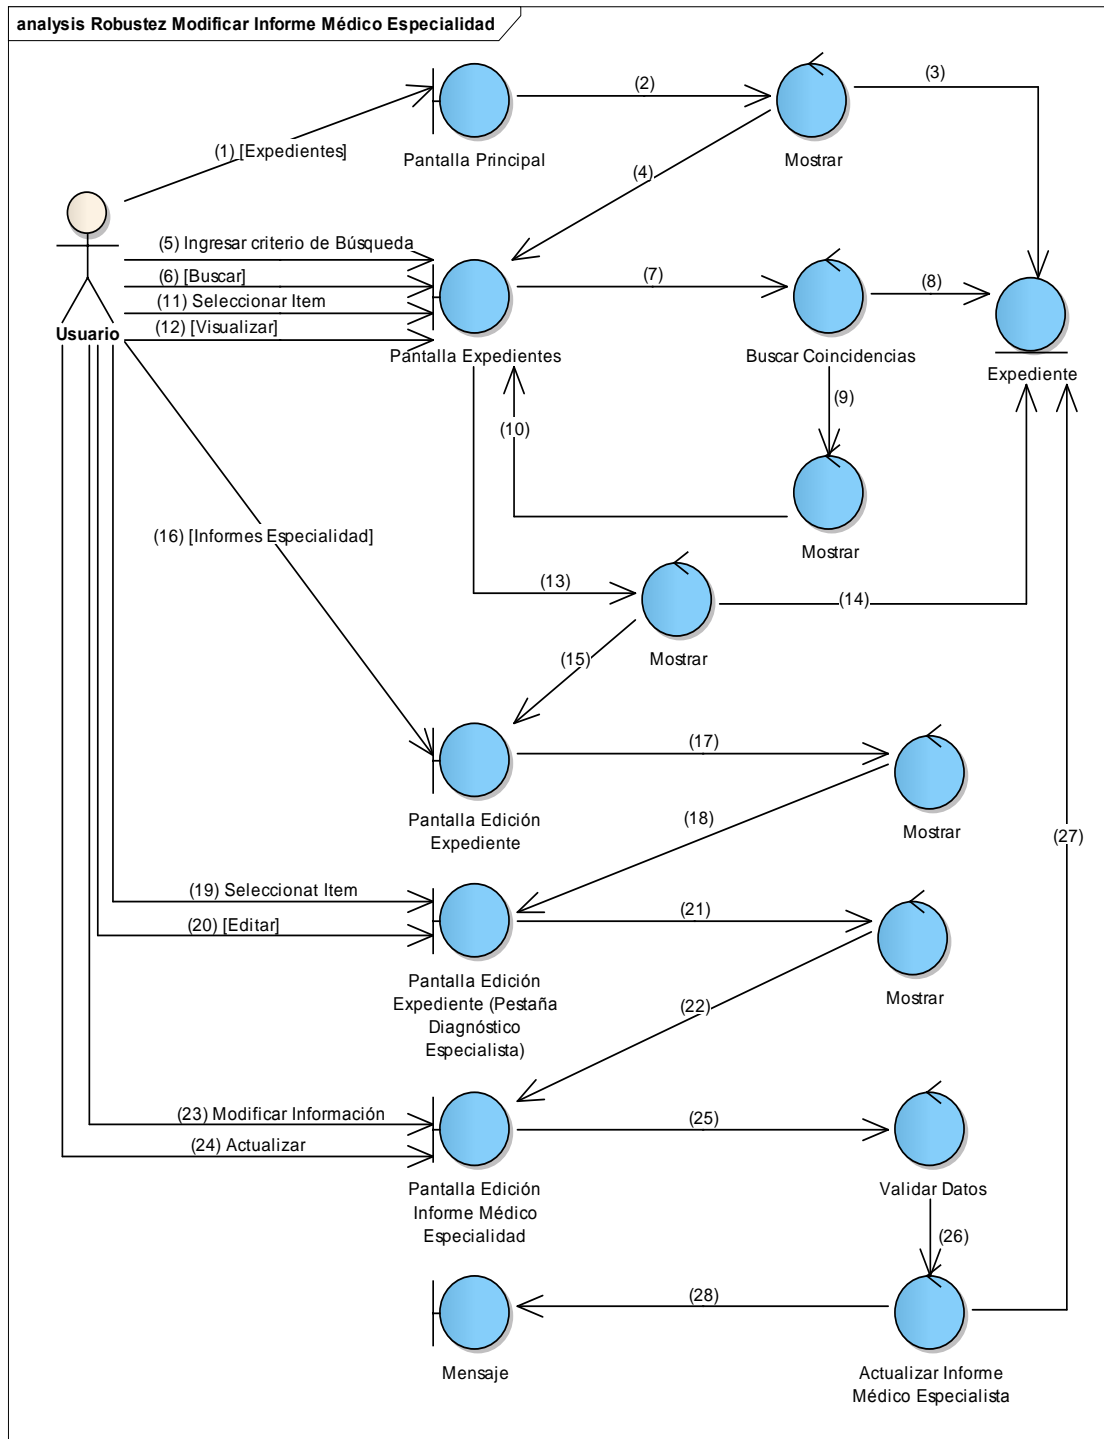 analysis Robustez Modificar Informe Médico Especialidad
(1) [Expedientes]
(2)
(3)
Pantalla Principal
Mostrar
(4)
(5) Ingresar criterio de Búsqueda
(6) [Buscar]
(7)
(8)
(11) Seleccionar Item
(12) [Visualizar]
Usuario
Pantalla Expedientes
Buscar Coincidencias
Expediente
(9)
(10)
(16) [Informes Especialidad]
Mostrar
(13)
(14)
(15)
Mostrar
(17)
(18)
Pantalla Edición
Expediente
Mostrar
(27)
(19) Seleccionat Item
(20) [Editar]
(21)
Pantalla Edición
Expediente (Pestaña
Diagnóstico
Especialista)
Mostrar
(22)
(23) Modificar Información
(24) Actualizar
(25)
Pantalla Edición
Informe Médico
Especialidad
Validar Datos
(26)
(28)
Mensaje
Actualizar Informe
Médico Especialista